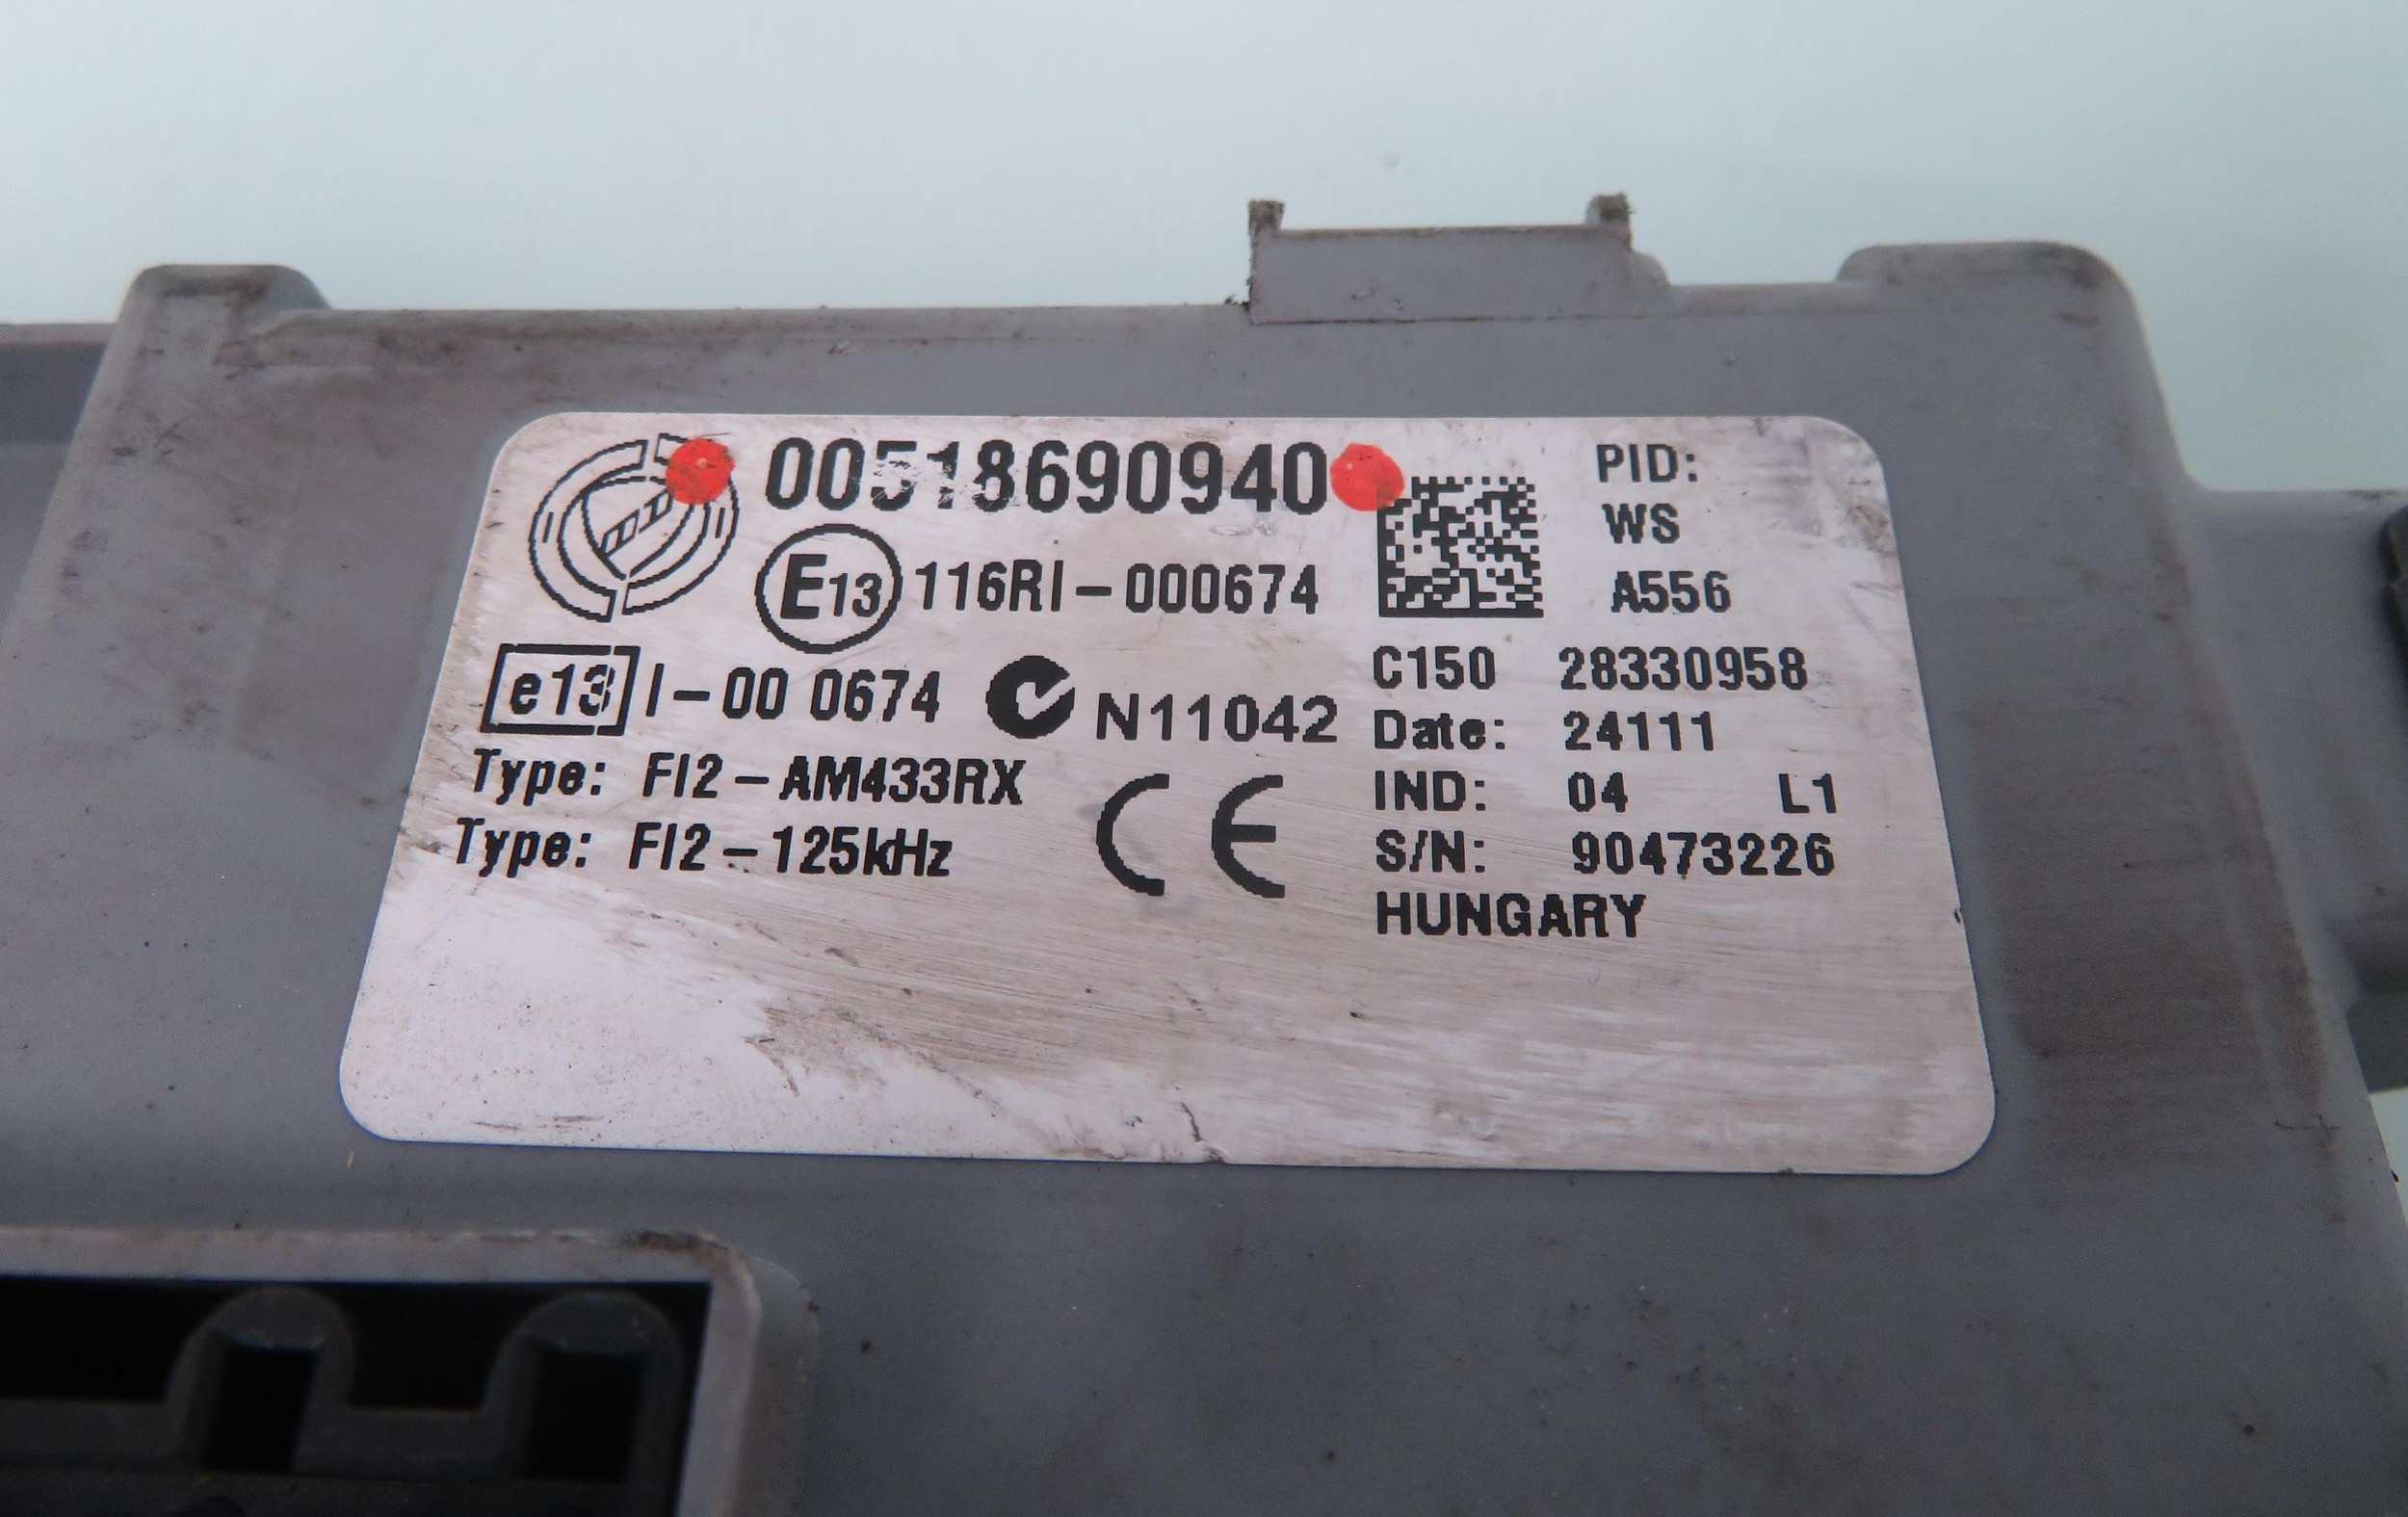 00518690940
E13 116RI-000674
e13 I-00 0674 N11042
Type: FI2-AM433RX
Type: FI2-125kHz
CE
PID:
WS
A556
C150 28330958
Date: 24111
IND: 04 L1
S/N: 90473226
HUNGARY